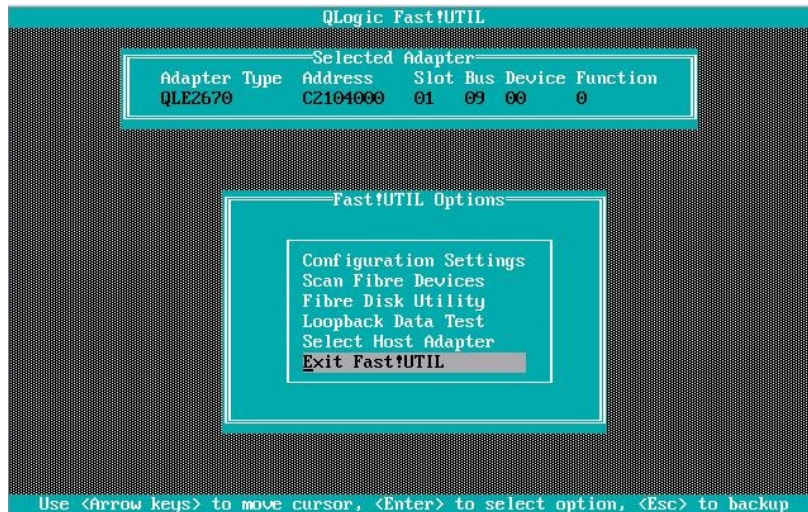 QLogic Fast!UTIL
Selected Adapter
Adapter Type Address Slot Bus Device Function
QLE2670 C2104000 01 09 00 0
Fast!UTIL Options
Configuration Settings
Scan Fibre Devices
Fibre Disk Utility
Loopback Data Test
Select Host Adapter
Exit Fast!UTIL
Use <Arrow keys> to move cursor, <Enter> to select option, <Esc> to backup